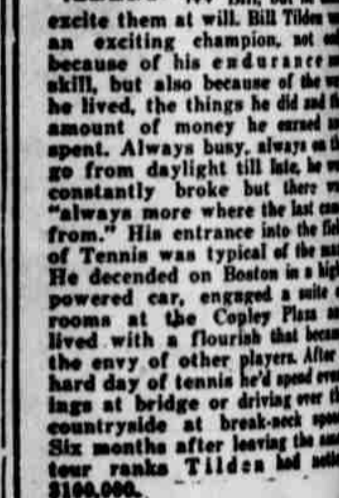 excite them at will. Bill Tilden
an exciting champion, not
because of his endurance
skill, but also because of the
he lived, the things he did and
amount of money he earned
spent. Always busy, always on
go from daylight till late, he
constantly broke but there
"always more where the last
from." His entrance into the
of Tennis was typical of the
He decended on Boston in a high
powered car, engaged a suite
rooms at the Copley Plaza
lived with a flourish that
the envy of other players. After
hard day of tennis he'd spend
ings at bridge or driving over
countryside at break-neck
Six months after leaving the
teur ranks Tilden had
$100,000.